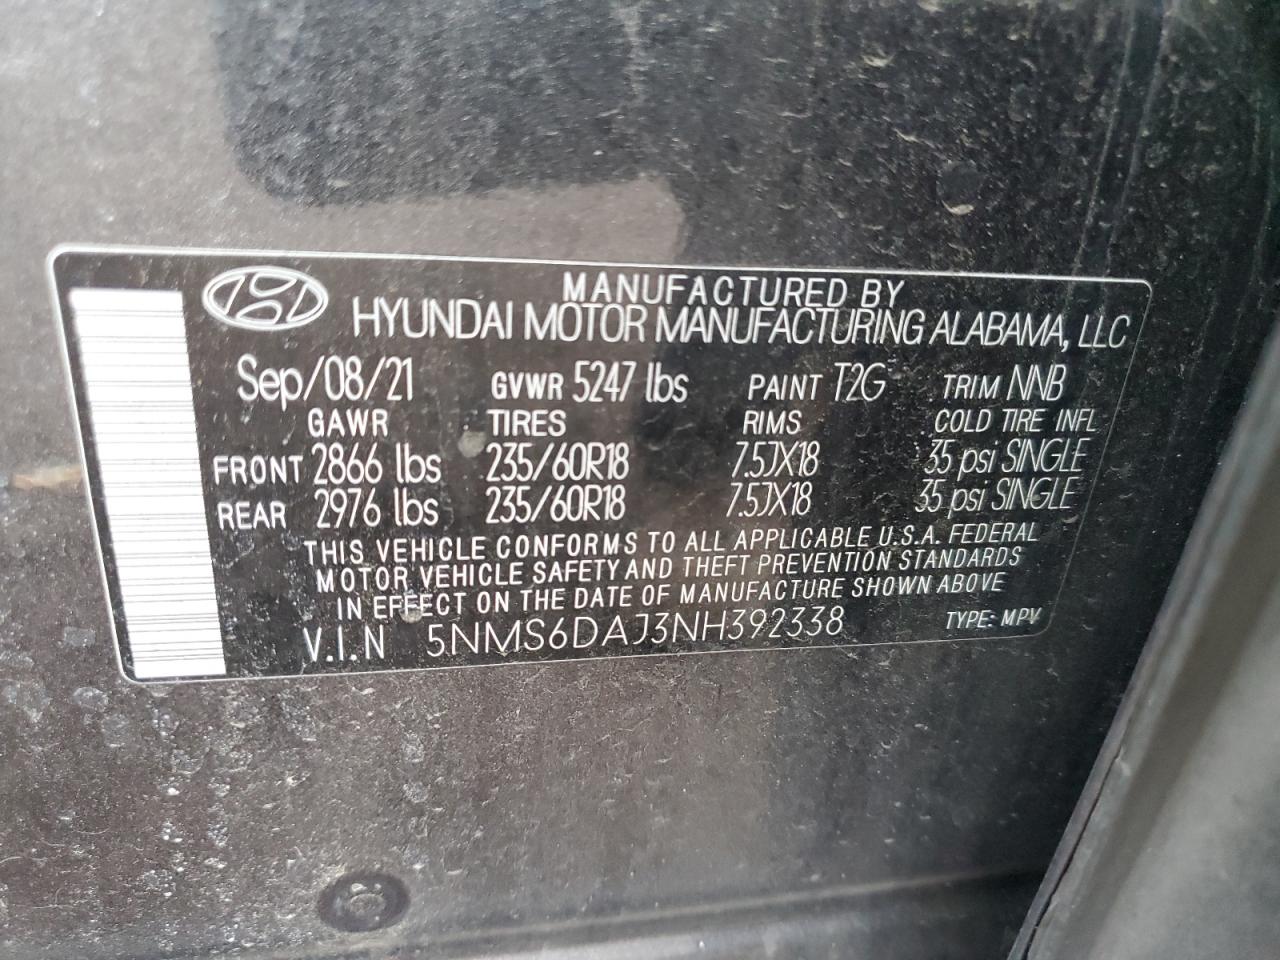 MANUFACTURED BY
HYUNDAI MOTOR MANUFACTURING ALABAMA, LLC
Sep/08/21 GVWR 5247 lbs PAINT T2G TRIM NNB
GAWR TIRES RIMS COLD TIRE INFL
FRONT 2866 lbs 235/60R18 7.5JX18 35 psi SINGLE
REAR 2976 lbs 235/60R18 7.5JX18 35 psi SINGLE
THIS VEHICLE CONFORMS TO ALL APPLICABLE U.S.A. FEDERAL
MOTOR VEHICLE SAFETY AND THEFT PREVENTION STANDARDS
IN EFFECT ON THE DATE OF MANUFACTURE SHOWN ABOVE
V.I.N 5NMS6DAJ3NH392338 TYPE: MPV